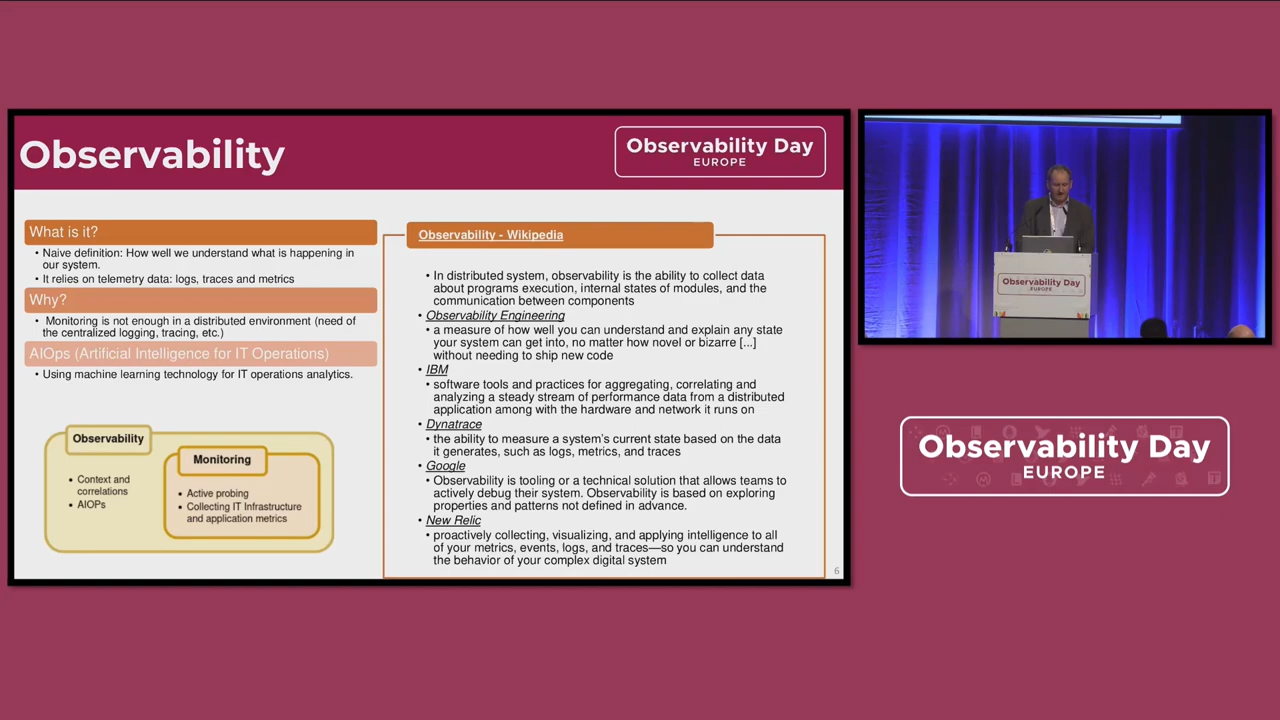 Observability
Observability Day
EUROPE
What is it?
• Naive definition: How well we understand what is happening in
our system.
• It relies on telemetry data: logs, traces and metrics
Why?
• Monitoring is not enough in a distributed environment (need of
the centralized logging, tracing, etc.)
AIOps (Artificial Intelligence for IT Operations)
• Using machine learning technology for IT operations analytics.
Observability
• Context and
correlations
• AIOPs
Monitoring
• Active probing
• Collecting IT Infrastructure
and application metrics
Observability - Wikipedia
• In distributed system, observability is the ability to collect data
about programs execution, internal states of modules, and the
communication between components
• Observability Engineering
• a measure of how well you can understand and explain any state
your system can get into, no matter how novel or bizarre [...]
without needing to ship new code
• IBM
• software tools and practices for aggregating, correlating and
analyzing a steady stream of performance data from a distributed
application among with the hardware and network it runs on
• Dynatrace
• the ability to measure a system's current state based on the data
it generates, such as logs, metrics, and traces
• Google
• Observability is tooling or a technical solution that allows teams to
actively debug their system. Observability is based on exploring
properties and patterns not defined in advance.
• New Relic
• proactively collecting, visualizing, and applying intelligence to all
of your metrics, events, logs, and traces—so you can understand
the behavior of your complex digital system
6
Observability Day
EUROPE
Observability Day
EUROPE